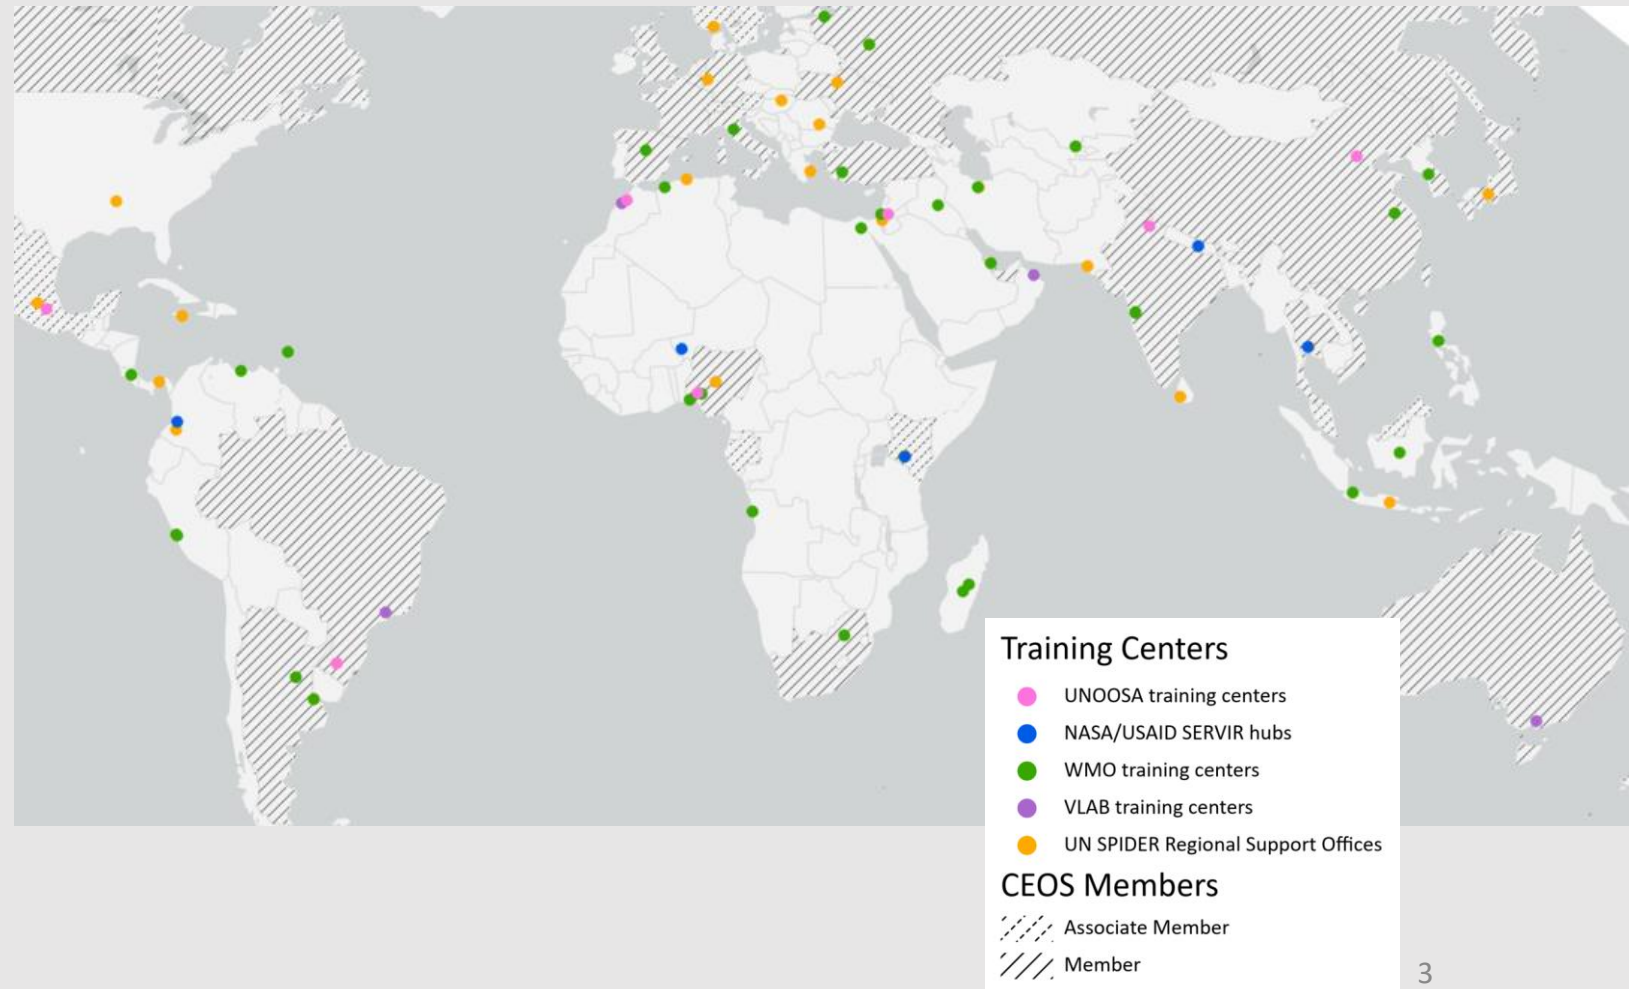 Training Centers
UNOOSA training centers
NASA/USAID SERVIR hubs
WMO training centers
VLAB training centers
UN SPIDER Regional Support Offices
CEOS Members
Associate Member
Member
3